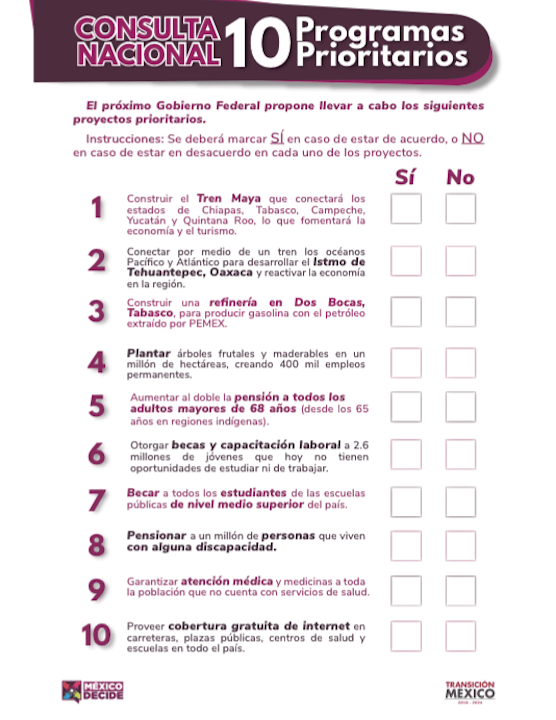 CONSULTA
NACIONAL
10
Programas
Prioritarios
El próximo Gobierno Federal propone llevar a cabo los siguientes
proyectos prioritarios.
Instrucciones: Se deberá marcar SÍ en caso de estar de acuerdo, o NO
en caso de estar en desacuerdo en cada uno de los proyectos.
Sí No
1
Construir el Tren Maya que conectará los
estados de Chiapas, Tabasco, Campeche,
Yucatán y Quintana Roo, lo que fomentará la
economía y el turismo.
2
Conectar por medio de un tren los océanos
Pacífico y Atlántico para desarrollar el Istmo de
Tehuantepec, Oaxaca y reactivar la economía
en la región.
3
Construir una refinería en Dos Bocas,
Tabasco, para producir gasolina con el petróleo
extraído por PEMEX.
4
Plantar árboles frutales y maderables en un
millón de hectáreas, creando 400 mil empleos
permanentes.
5
Aumentar al doble la pensión a todos los
adultos mayores de 68 años (desde los 65
años en regiones indígenas).
6
Otorgar becas y capacitación laboral a 2.6
millones de jóvenes que hoy no tienen
oportunidades de estudiar ni de trabajar.
7
Becar a todos los estudiantes de las escuelas
públicas de nivel medio superior del país.
8
Pensionar a un millón de personas que viven
con alguna discapacidad.
9
Garantizar atención médica y medicinas a toda
la población que no cuenta con servicios de salud.
10
Proveer cobertura gratuita de internet en
carreteras, plazas públicas, centros de salud y
escuelas en todo el país.
MÉXICO
DECIDE
TRANSICIÓN
MÉXICO
2018 - 2024